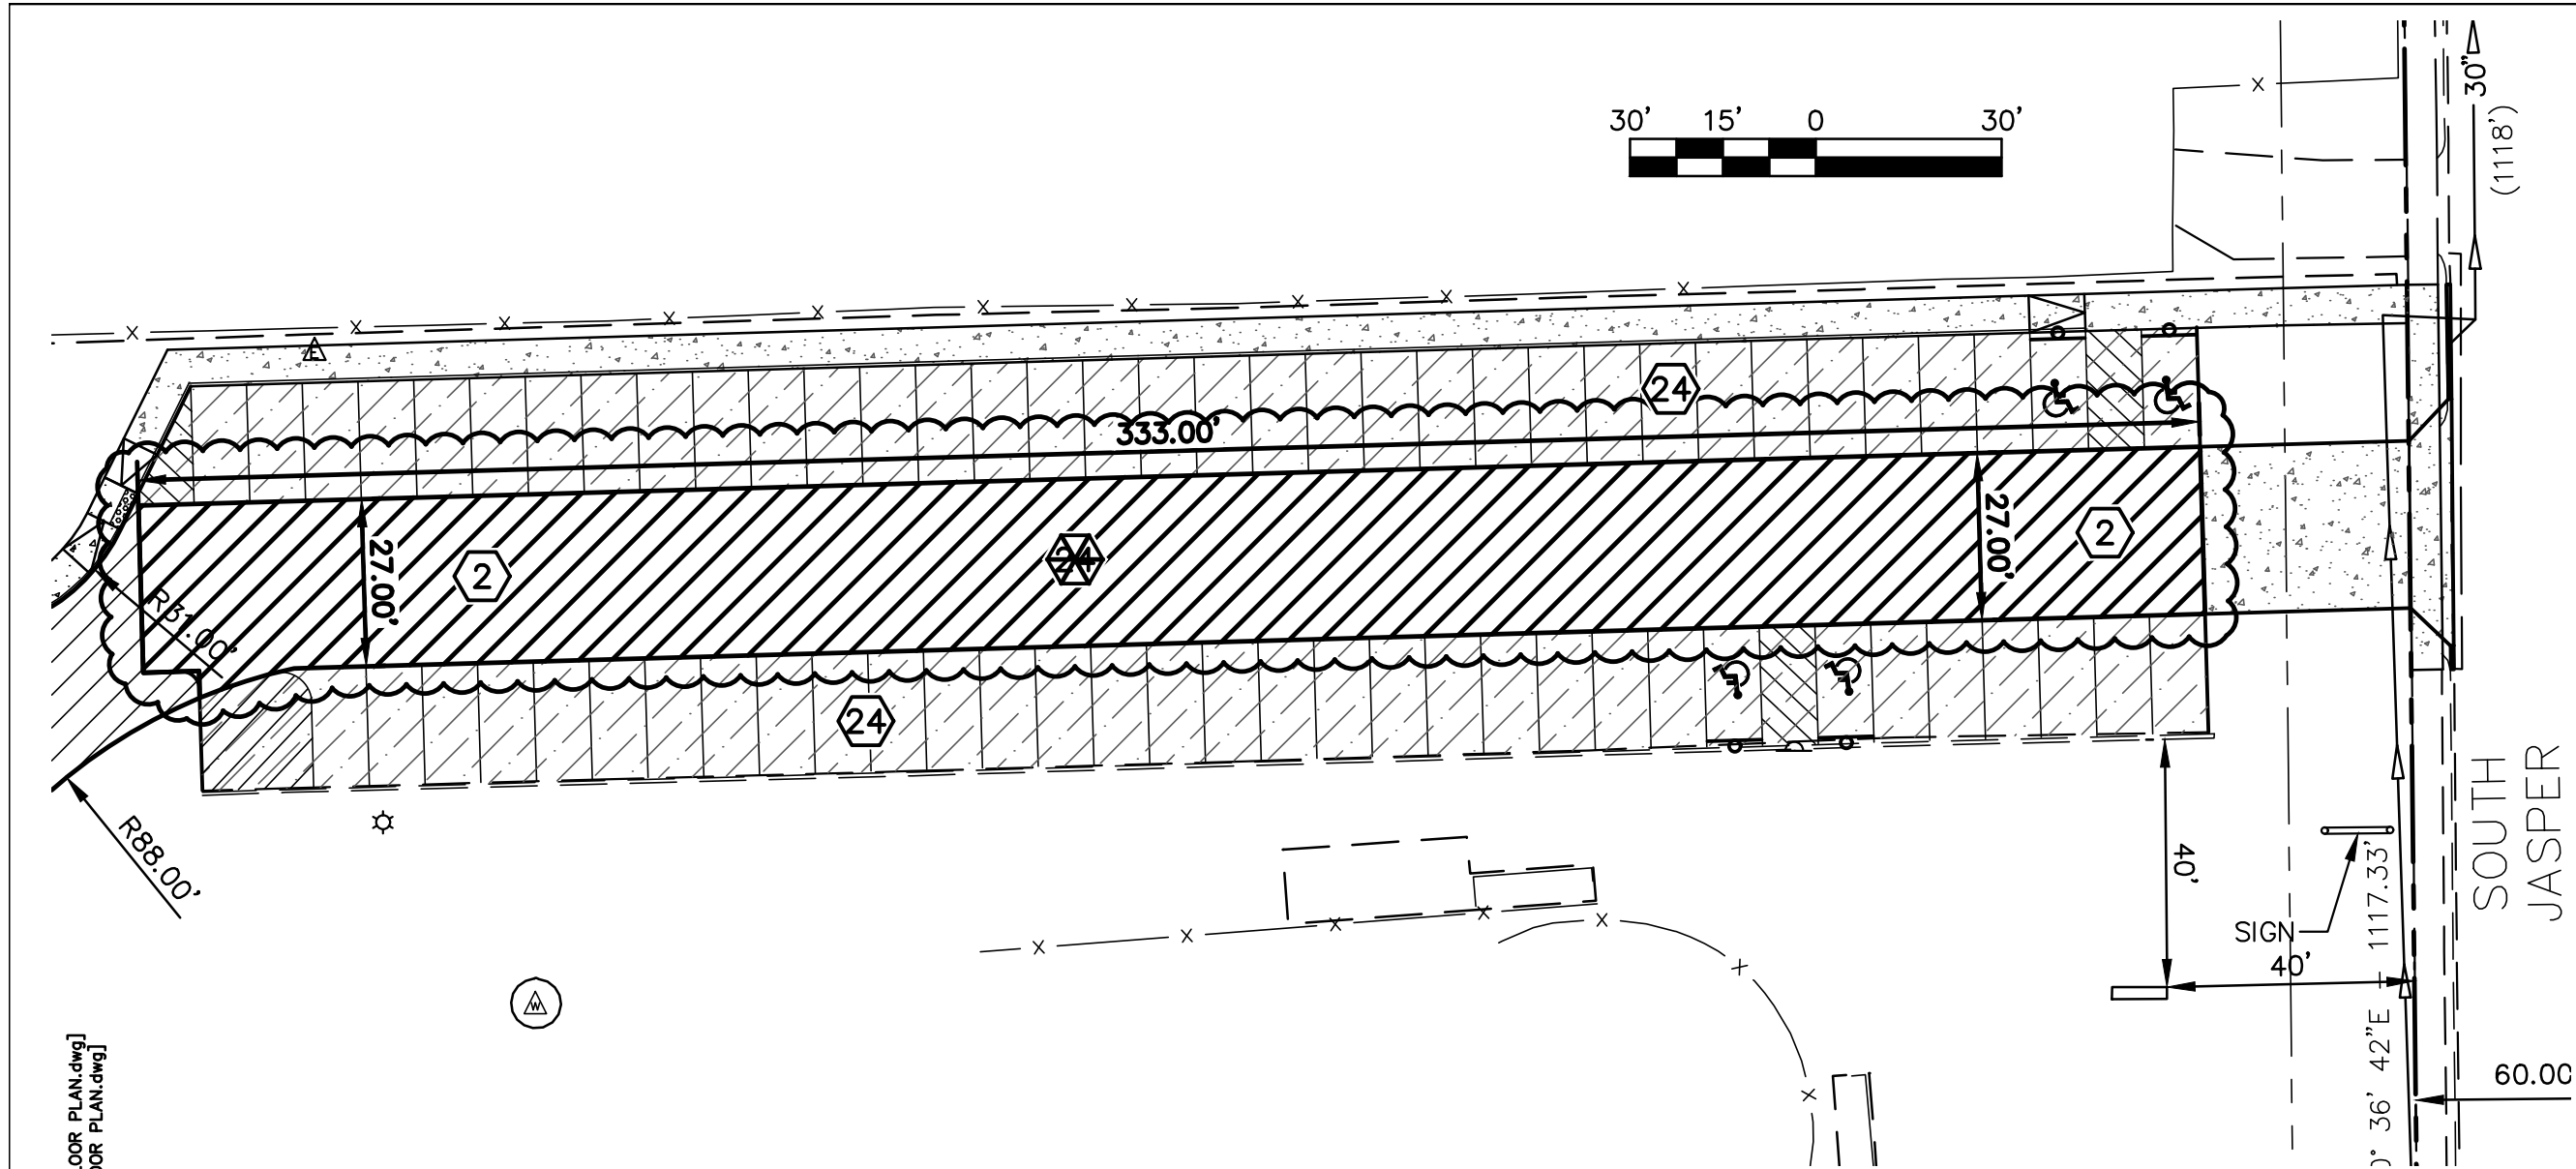 30' 15' 0 30'
30"
(1118')
E
24
333.00'
27.00'
2
24
2
27.00'
R31.00'
24
R88.00'
40'
SIGN
40'
1117.33'
36' 42"E
SOUTH
JASPER
60.00
W
LOOR PLAN.dwg]
OOR PLAN.dwg]